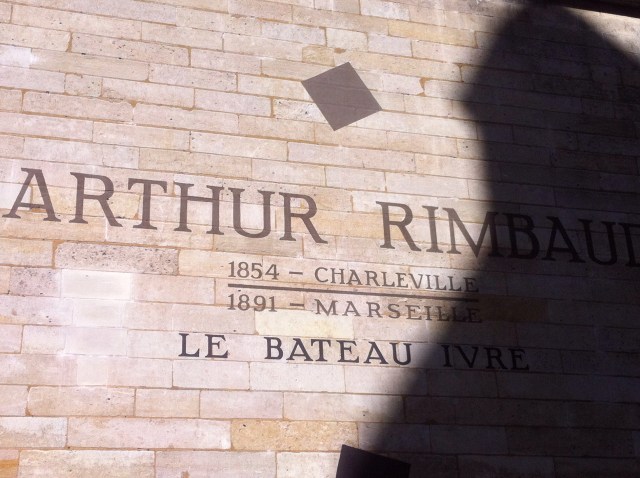 ARTHUR RIMBAUD
1854 – CHARLEVILLE
1891 – MARSEILLE
LE BATEAU IVRE